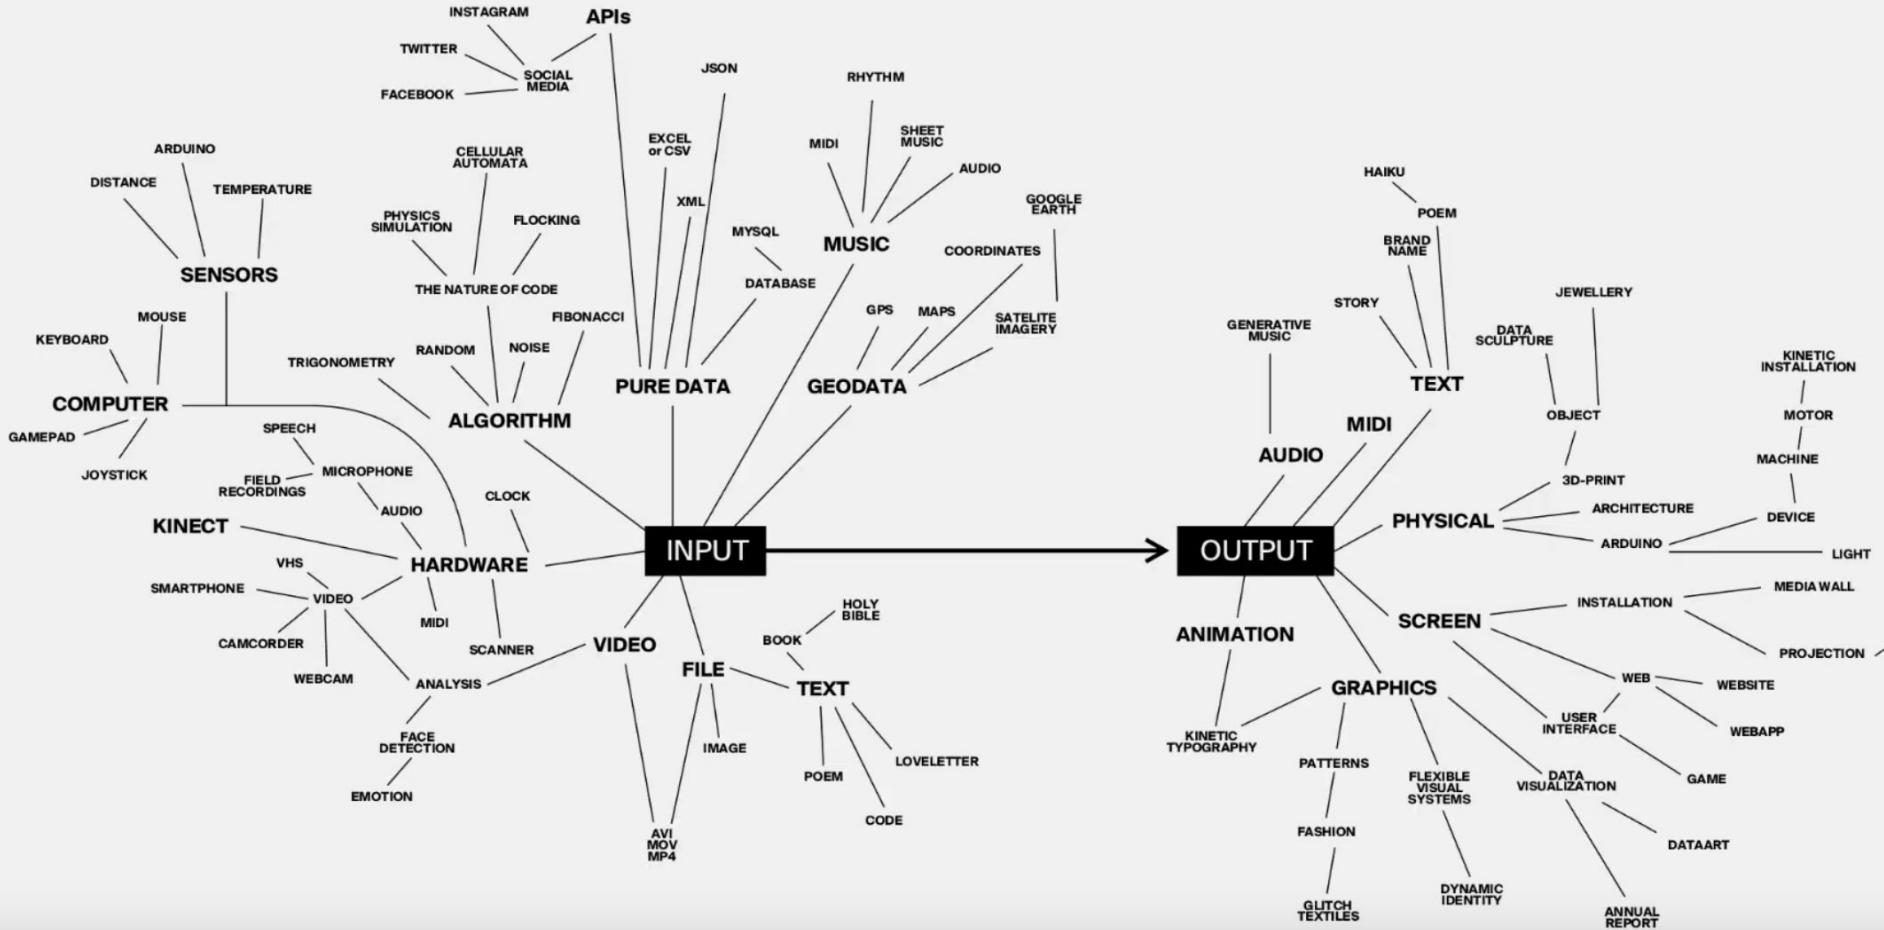 INSTAGRAM
APIs
TWITTER
SOCIAL
MEDIA
FACEBOOK
JSON
RHYTHM
EXCEL
or CSV
MIDI
SHEET
MUSIC
AUDIO
CELLULAR
AUTOMATA
ARDUINO
DISTANCE
TEMPERATURE
PHYSICS
SIMULATION
FLOCKING
XML
MYSQL
DATABASE
MUSIC
GOOGLE
EARTH
COORDINATES
SENSORS
THE NATURE OF CODE
FIBONACCI
GPS
MAPS
SATELITE
IMAGERY
MOUSE
KEYBOARD
TRIGONOMETRY
RANDOM
NOISE
PURE DATA
GEODATA
COMPUTER
ALGORITHM
GAMEPAD
JOYSTICK
SPEECH
MICROPHONE
FIELD
RECORDINGS
AUDIO
CLOCK
KINECT
HARDWARE
INPUT
VHS
SMARTPHONE
VIDEO
CAMCORDER
WEBCAM
MIDI
SCANNER
ANALYSIS
FACE
DETECTION
EMOTION
VIDEO
FILE
HOLY
BIBLE
BOOK
TEXT
IMAGE
POEM
LOVELETTER
CODE
AVI
MOV
MP4
HAIKU
POEM
BRAND
NAME
STORY
GENERATIVE
MUSIC
TEXT
MIDI
AUDIO
JEWELLERY
DATA
SCULPTURE
OBJECT
3D-PRINT
KINETIC
INSTALLATION
MOTOR
MACHINE
DEVICE
PHYSICAL
ARCHITECTURE
ARDUINO
LIGHT
OUTPUT
SCREEN
INSTALLATION
MEDIA WALL
PROJECTION
WEB
WEBSITE
WEBAPP
USER
INTERFACE
GAME
ANIMATION
GRAPHICS
KINETIC
TYPOGRAPHY
PATTERNS
FASHION
GLITCH
TEXTILES
FLEXIBLE
VISUAL
SYSTEMS
DYNAMIC
IDENTITY
DATA
VISUALIZATION
DATAART
ANNUAL
REPORT